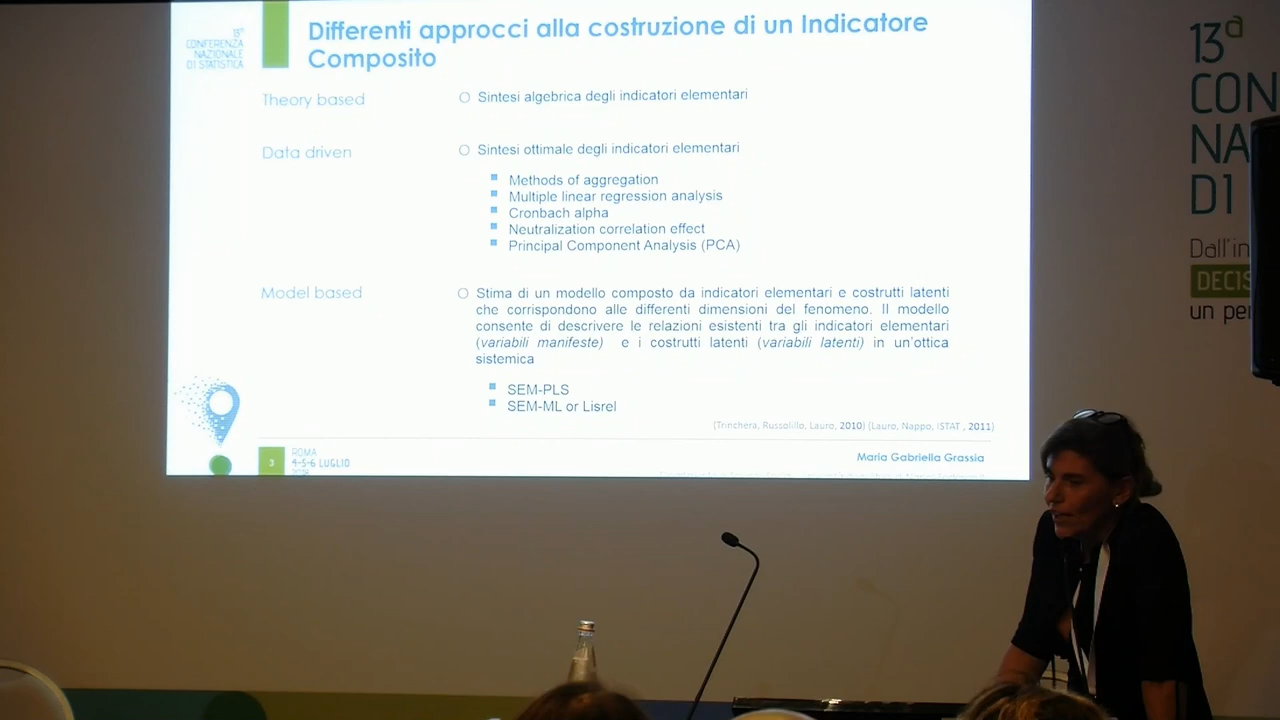 13ª
CONFERENZA
NAZIONALE
DI STATISTICA
Differenti approcci alla costruzione di un Indicatore
Composito
Theory based
Sintesi algebrica degli indicatori elementari
Data driven
Sintesi ottimale degli indicatori elementari
Methods of aggregation
Multiple linear regression analysis
Cronbach alpha
Neutralization correlation effect
Principal Component Analysis (PCA)
Model based
Stima di un modello composto da indicatori elementari e costrutti latenti
che corrispondono alle differenti dimensioni del fenomeno. Il modello
consente di descrivere le relazioni esistenti tra gli indicatori elementari
(variabili manifeste) e i costrutti latenti (variabili latenti) in un'ottica
sistemica
SEM-PLS
SEM-ML or Lisrel
(Trinchera, Russolillo, Lauro, 2010) (Lauro, Nappo, ISTAT , 2011)
3
ROMA
4-5-6 LUGLIO
2018
Maria Gabriella Grassia
13ª
CON
NA
DI
Dall'in
DECIS
un pe